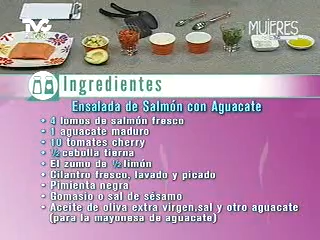 TVG
MUJERES
Ingredientes
Ensalada de Salmón con Aguacate
• 4 lomos de salmón fresco
• 1 aguacate maduro
• 10 tomates cherry
• ½ cebolla tierna
• El zumo de ½ limón
• Cilantro fresco, lavado y picado
• Pimienta negra
• Gomasio o sal de sésamo
• Aceite de oliva extra virgen,sal y otro aguacate
(para la mayonesa de aguacate)